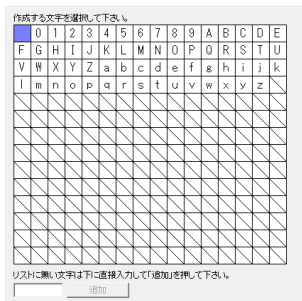 作成する文字を選択して下さい。
0 1 2 3 4 5 6 7 8 9 A B C D E
F G H I J K L M N O P Q R S T U
V W X Y Z a b c d e f g h i j k
l m n o p q r s t u v w x y z
リストに無い文字は下に直接入力して「追加」を押して下さい。
追加